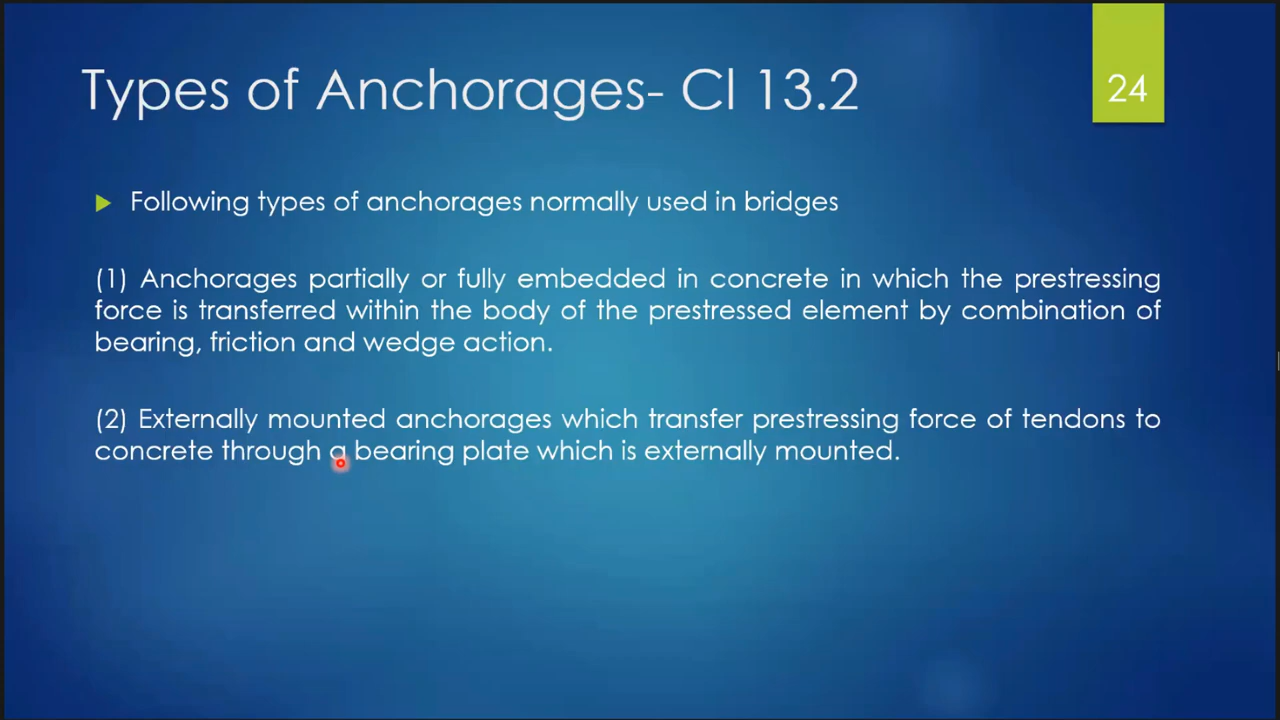 Types of Anchorages- Cl 13.2
24
Following types of anchorages normally used in bridges
(1) Anchorages partially or fully embedded in concrete in which the prestressing
force is transferred within the body of the prestressed element by combination of
bearing, friction and wedge action.
(2) Externally mounted anchorages which transfer prestressing force of tendons to
concrete through a bearing plate which is externally mounted.